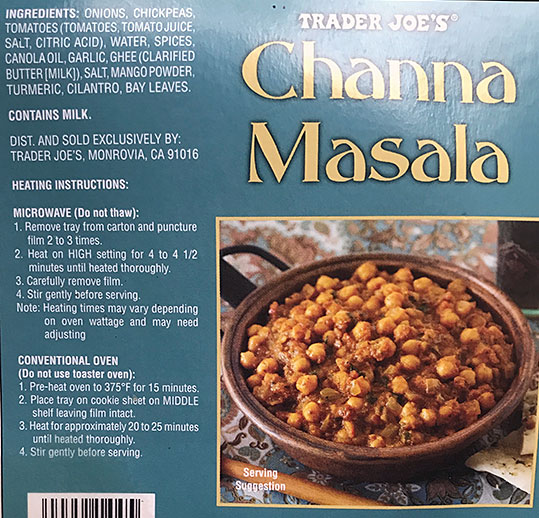 INGREDIENTS: ONIONS, CHICKPEAS,
TOMATOES (TOMATOES, TOMATO JUICE,
SALT, CITRIC ACID), WATER, SPICES,
CANOLA OIL, GARLIC, GHEE (CLARIFIED
BUTTER [MILK]), SALT, MANGO POWDER,
TURMERIC, CILANTRO, BAY LEAVES.
CONTAINS MILK.
DIST. AND SOLD EXCLUSIVELY BY:
TRADER JOE'S, MONROVIA, CA 91016
HEATING INSTRUCTIONS:
MICROWAVE (Do not thaw):
1. Remove tray from carton and puncture
film 2 to 3 times.
2. Heat on HIGH setting for 4 to 4 1/2
minutes until heated thoroughly.
3. Carefully remove film.
4. Stir gently before serving.
Note: Heating times may vary depending
on oven wattage and may need
adjusting
CONVENTIONAL OVEN
(Do not use toaster oven):
1. Pre-heat oven to 375°F for 15 minutes.
2. Place tray on cookie sheet on MIDDLE
shelf leaving film intact.
3. Heat for approximately 20 to 25 minutes
until heated thoroughly.
4. Stir gently before serving.
TRADER JOE'S®
Channa
Masala
Serving
Suggestion